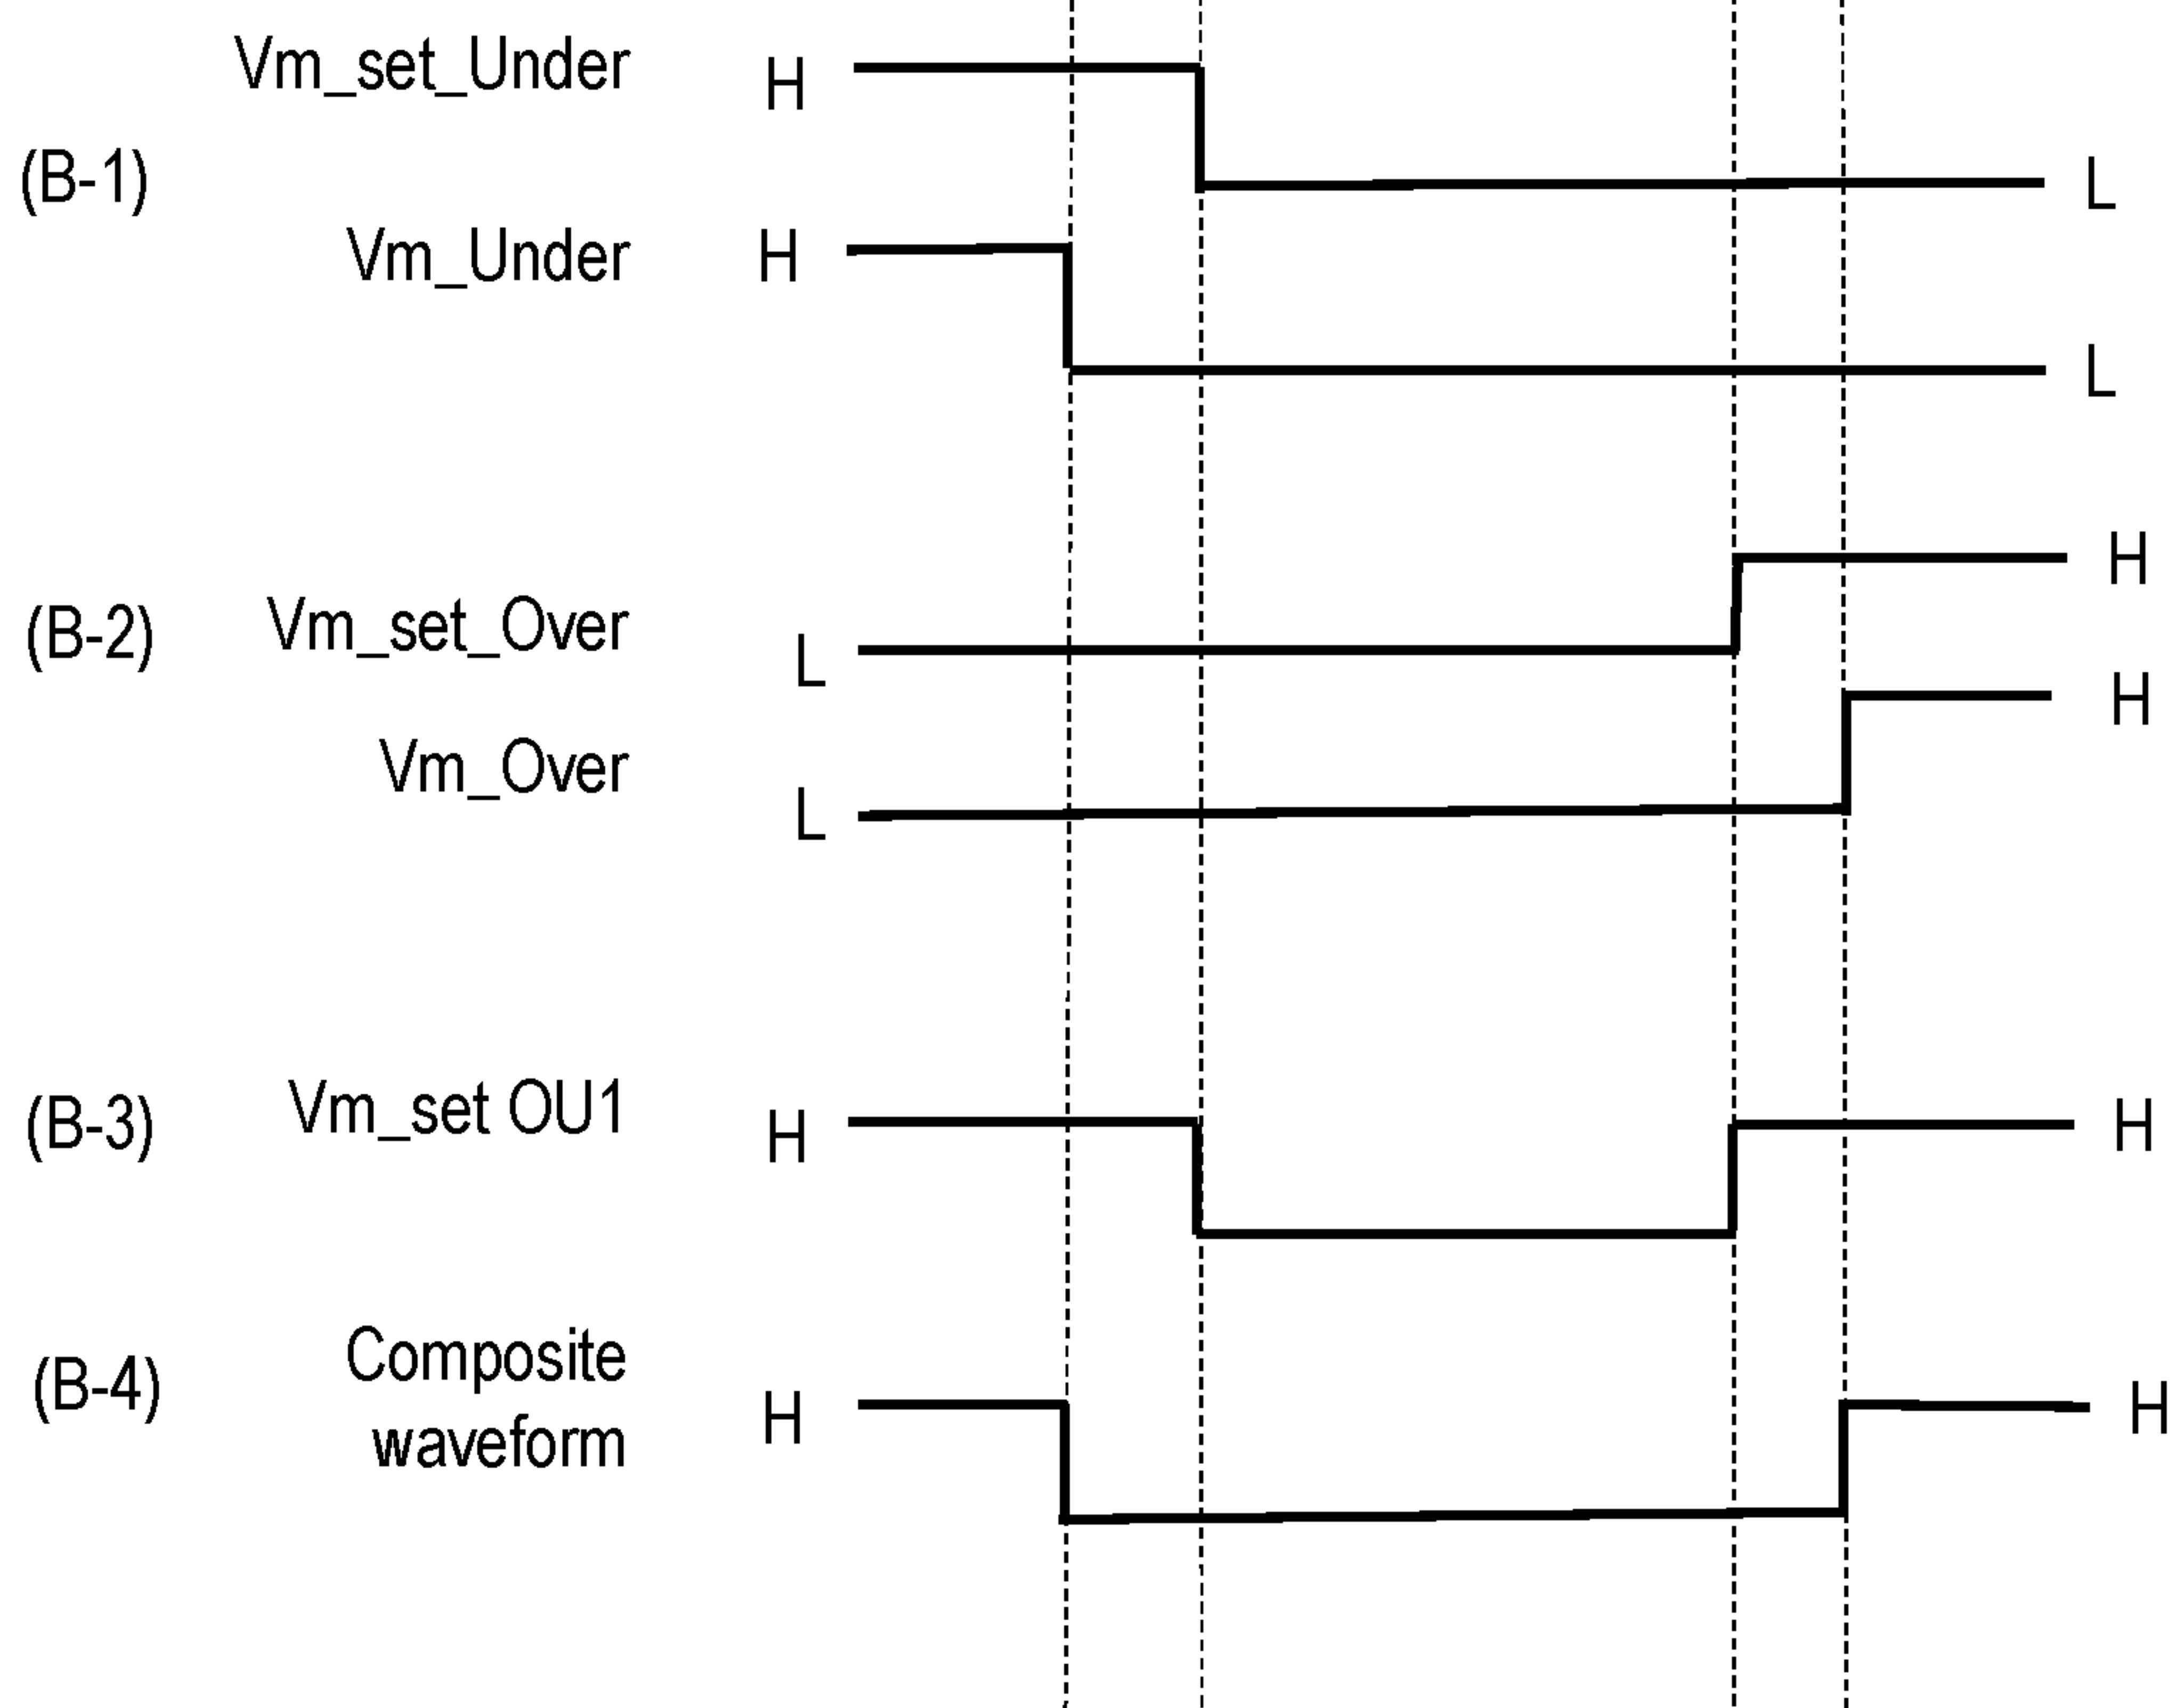 Vm_set_Under H
(B-1) L
Vm_Under H
L
H
(B-2) Vm_set_Over L
H
Vm_Over L
(B-3) Vm_set OU1 H H
(B-4) Composite waveform H H